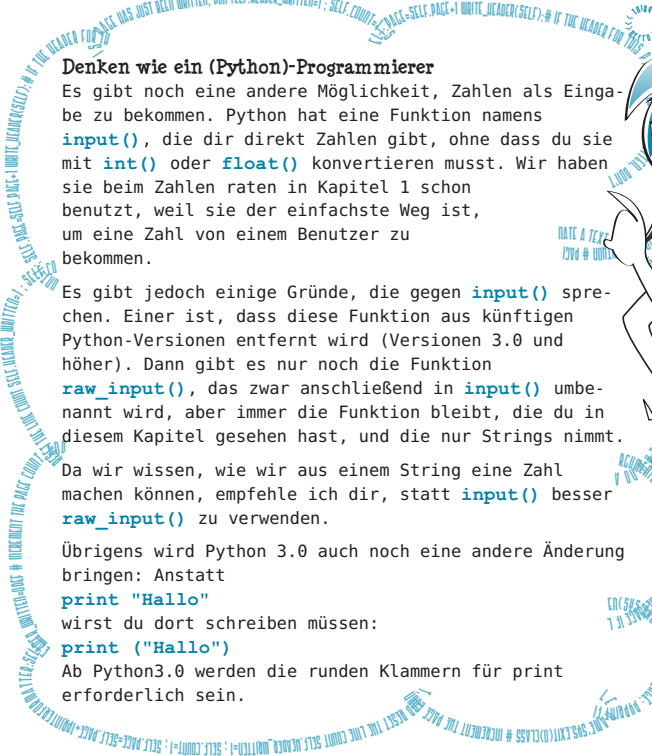 Denken wie ein (Python)-Programmierer
Es gibt noch eine andere Möglichkeit, Zahlen als Einga-
be zu bekommen. Python hat eine Funktion namens
input(), die dir direkt Zahlen gibt, ohne dass du sie
mit int() oder float() konvertieren musst. Wir haben
sie beim Zahlen raten in Kapitel 1 schon
benutzt, weil sie der einfachste Weg ist,
um eine Zahl von einem Benutzer zu
bekommen.
Es gibt jedoch einige Gründe, die gegen input() spre-
chen. Einer ist, dass diese Funktion aus künftigen
Python-Versionen entfernt wird (Versionen 3.0 und
höher). Dann gibt es nur noch die Funktion
raw_input(), das zwar anschließend in input() umbe-
nannt wird, aber immer die Funktion bleibt, die du in
diesem Kapitel gesehen hast, und die nur Strings nimmt.
Da wir wissen, wie wir aus einem String eine Zahl
machen können, empfehle ich dir, statt input() besser
raw_input() zu verwenden.
Übrigens wird Python 3.0 auch noch eine andere Änderung
bringen: Anstatt
print "Hallo"
wirst du dort schreiben müssen:
print ("Hallo")
Ab Python3.0 werden die runden Klammern für print
erforderlich sein.